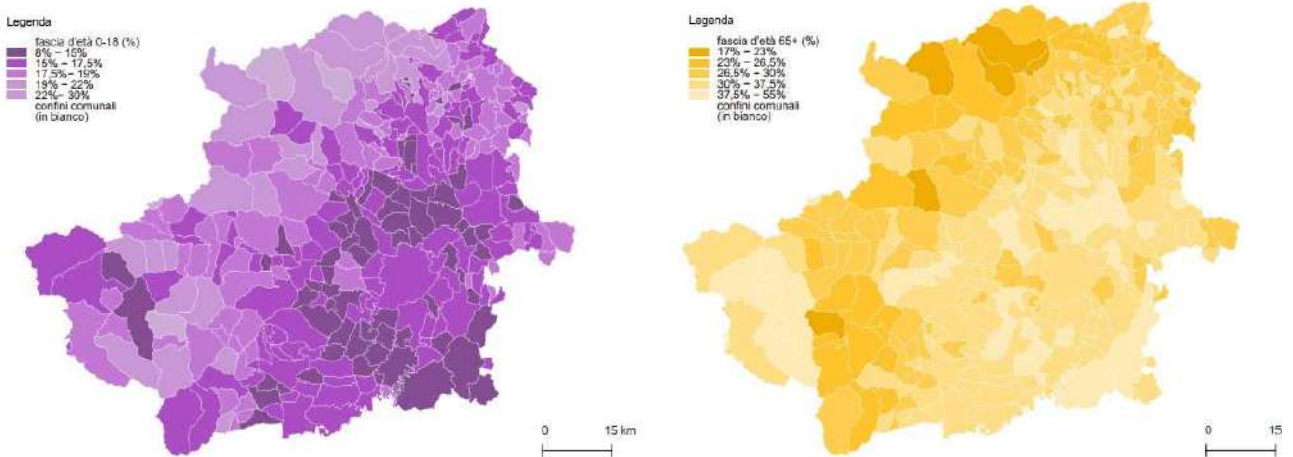 Legenda
fascia d'età 0-18 (%)
8% – 15%
15% – 17,5%
17,5% – 19%
19% – 22%
22% – 30%
confini comunali
(in bianco)
0 15 km
Legenda
fascia d'età 65+ (%)
17% – 23%
23% – 26,5%
26,5% – 30%
30% – 37,5%
37,5% – 55%
confini comunali
(in bianco)
0 15